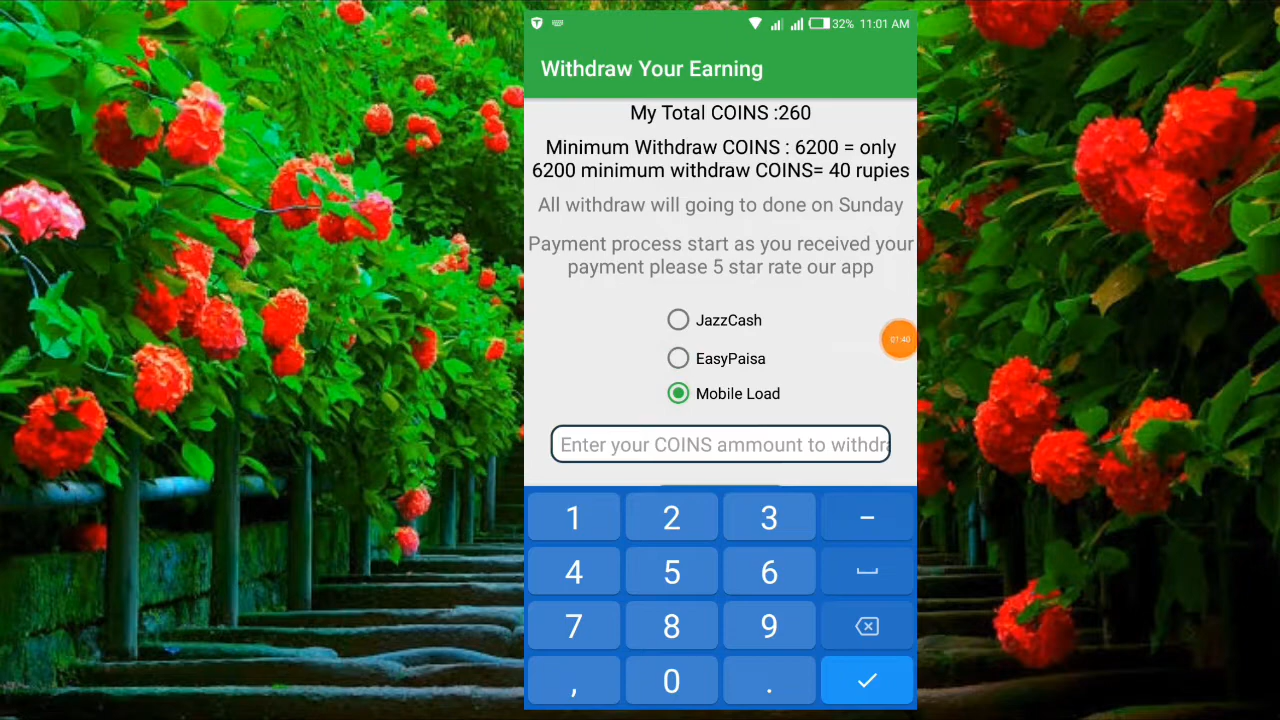 32% 11:01 AM
Withdraw Your Earning
My Total COINS :260
Minimum Withdraw COINS : 6200 = only
6200 minimum withdraw COINS= 40 rupies
All withdraw will going to done on Sunday
Payment process start as you received your
payment please 5 star rate our app
JazzCash
01:40
EasyPaisa
Mobile Load
Enter your COINS ammount to withdra
1 2 3 –
4 5 6
7 8 9
, 0 .